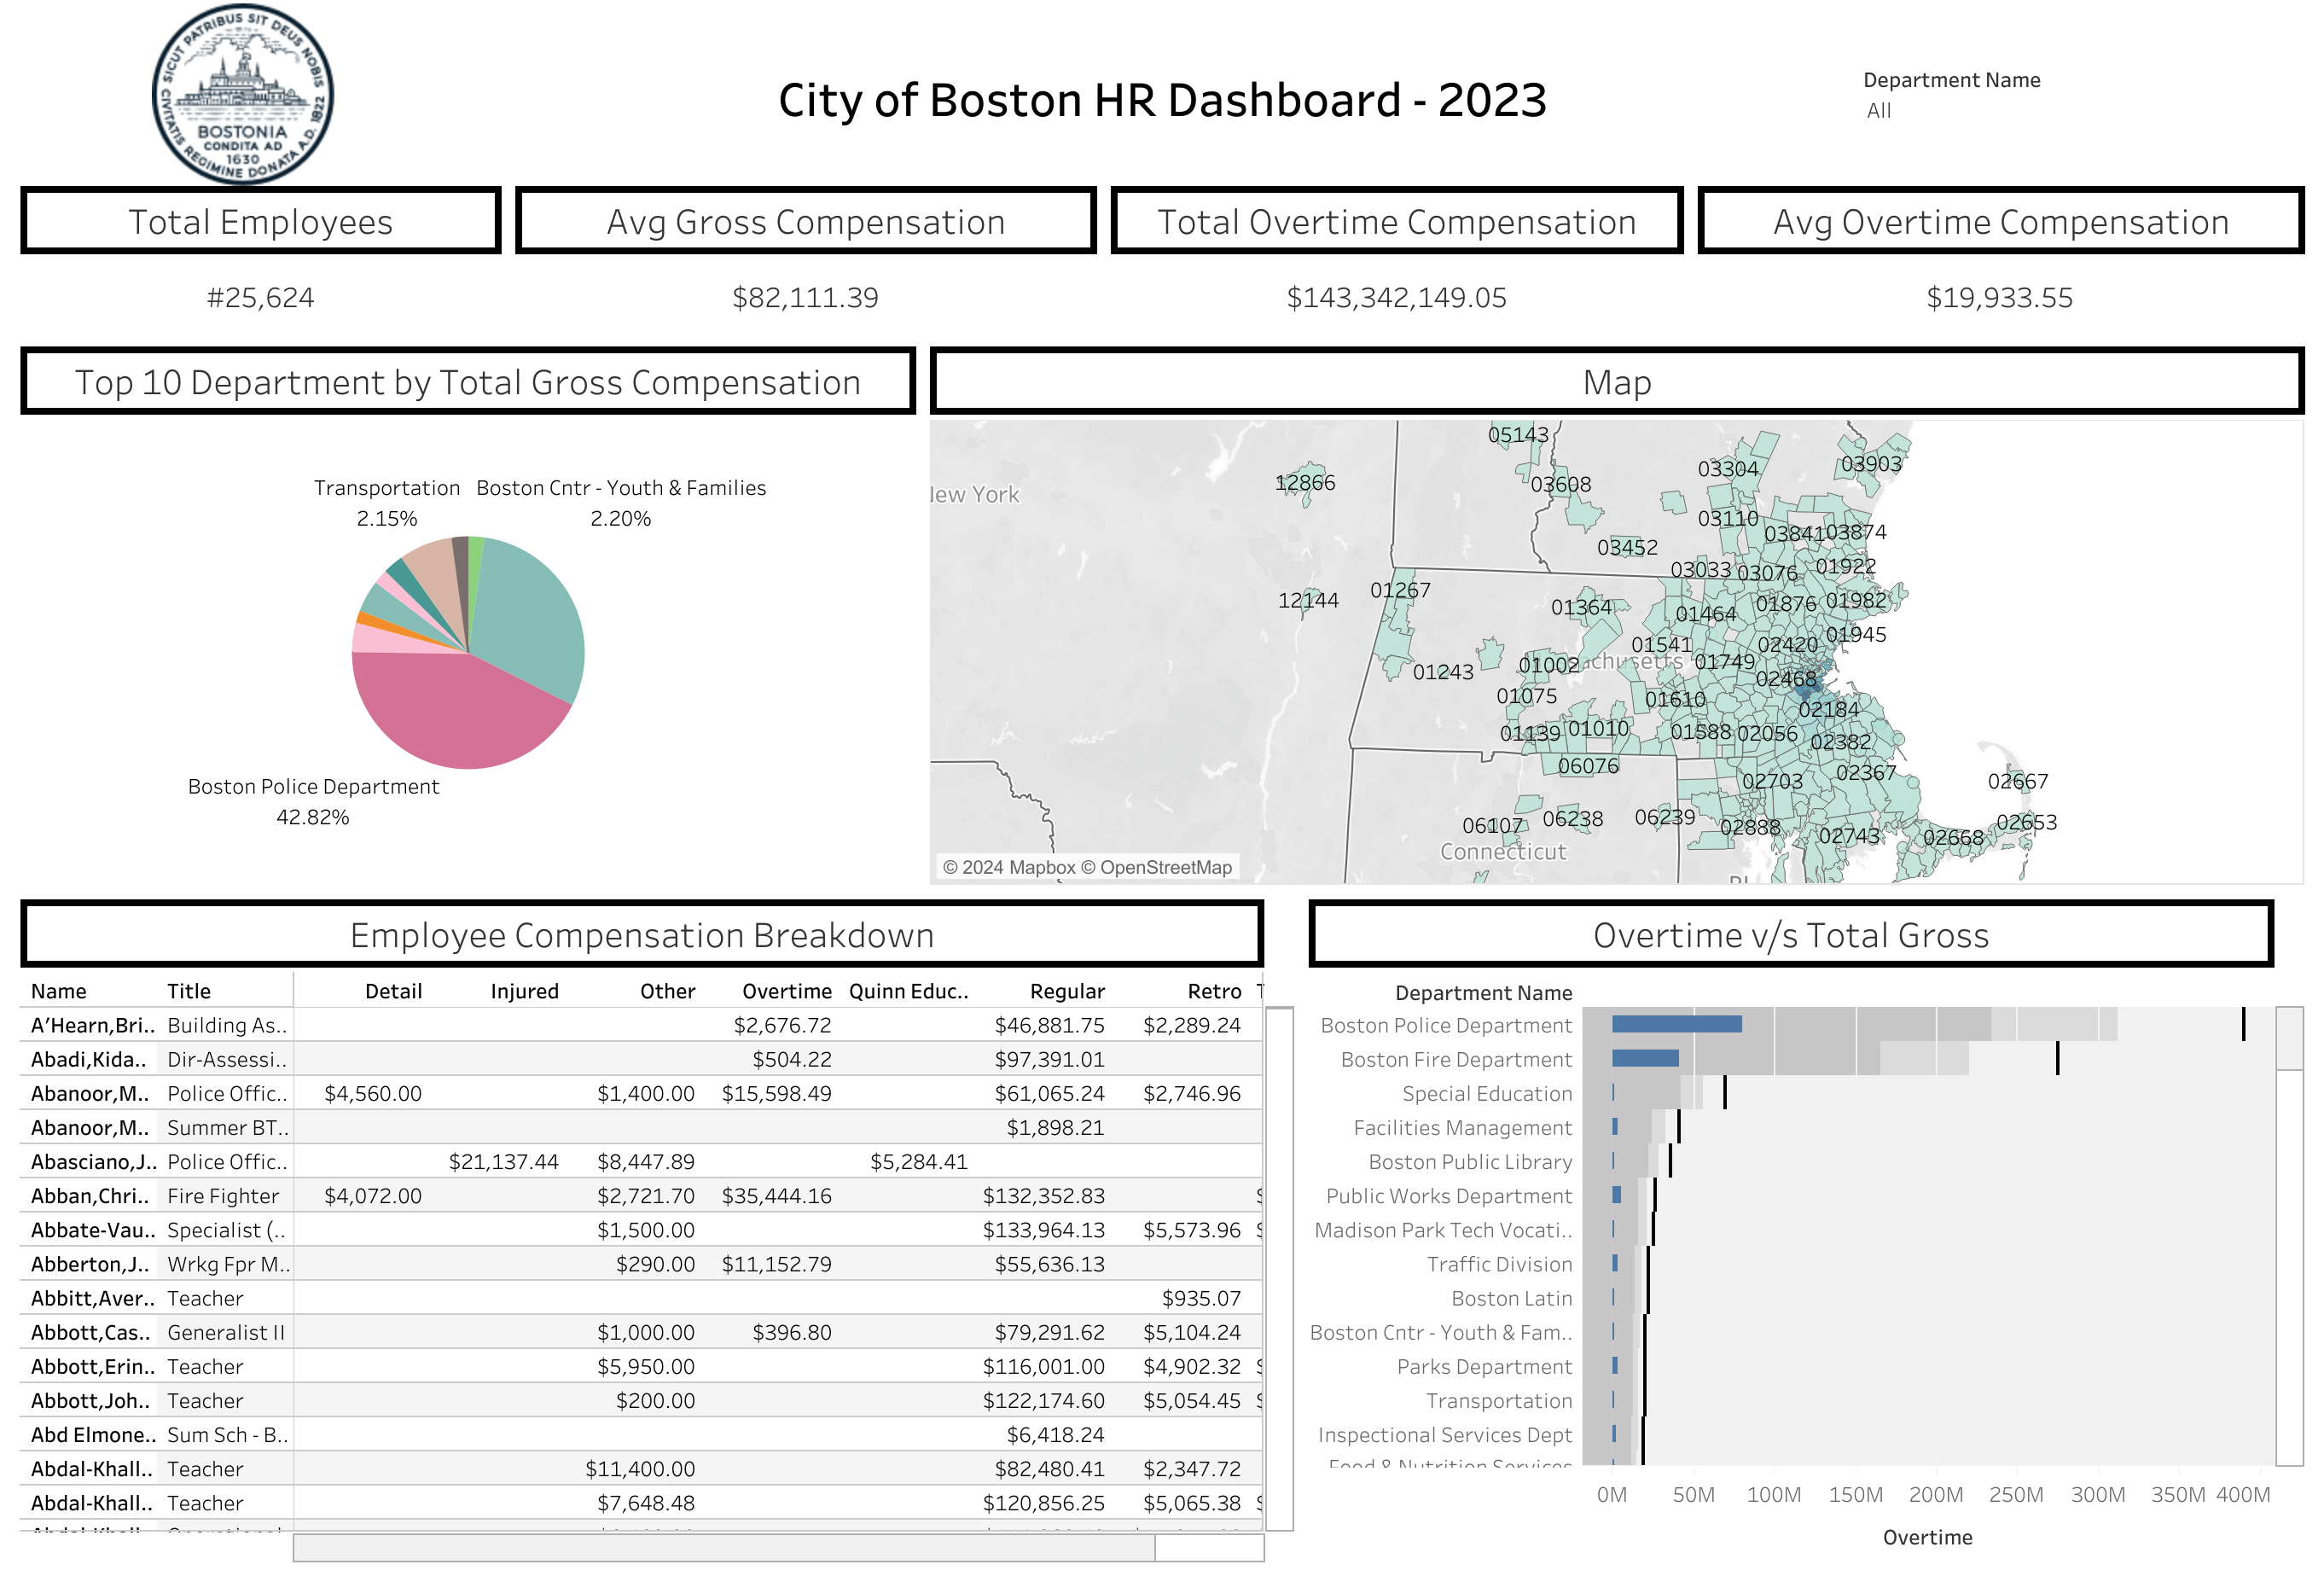 SICUT PATRIBUS SIT DEUS NOBIS
CIVITATIS REGIMINE DONATA A.D. 1822
BOSTONIA
CONDITA AD
1630
City of Boston HR Dashboard - 2023
Department Name
All
Total Employees
Avg Gross Compensation
Total Overtime Compensation
Avg Overtime Compensation
#25,624
$82,111.39
$143,342,149.05
$19,933.55
Top 10 Department by Total Gross Compensation
Transportation
2.15%
Boston Cntr - Youth & Families
2.20%
Boston Police Department
42.82%
Map
05143
03304
03903
12866
03608
New York
03110
03841
03874
03452
03033
03076
01922
01267
12144
01364
01464
01876
01982
01541
02420
01945
01243
01002
achusetts
01749
02468
01075
01610
02184
01139
01010
01588
02056
02382
06076
02703
02367
02667
06107
06238
06239
02888
02743
02668
02653
Connecticut
© 2024 Mapbox © OpenStreetMap
Employee Compensation Breakdown
Name Title Detail Injured Other Overtime Quinn Educ.. Regular Retro
A'Hearn,Bri.. Building As.. $2,676.72 $46,881.75 $2,289.24
Abadi,Kida.. Dir-Assessi.. $504.22 $97,391.01
Abanoor,M.. Police Offic.. $4,560.00 $1,400.00 $15,598.49 $61,065.24 $2,746.96
Abanoor,M.. Summer BT.. $1,898.21
Abasciano,J.. Police Offic.. $21,137.44 $8,447.89 $5,284.41
Abban,Chri.. Fire Fighter $4,072.00 $2,721.70 $35,444.16 $132,352.83
Abbate-Vau.. Specialist (.. $1,500.00 $133,964.13 $5,573.96
Abberton,J.. Wrkg Fpr M.. $290.00 $11,152.79 $55,636.13
Abbitt,Aver.. Teacher $935.07
Abbott,Cas.. Generalist II $1,000.00 $396.80 $79,291.62 $5,104.24
Abbott,Erin.. Teacher $5,950.00 $116,001.00 $4,902.32
Abbott,Joh.. Teacher $200.00 $122,174.60 $5,054.45
Abd Elmone.. Sum Sch - B.. $6,418.24
Abdal-Khall.. Teacher $11,400.00 $82,480.41 $2,347.72
Abdal-Khall.. Teacher $7,648.48 $120,856.25 $5,065.38
Overtime v/s Total Gross
Department Name
Boston Police Department
Boston Fire Department
Special Education
Facilities Management
Boston Public Library
Public Works Department
Madison Park Tech Vocati..
Traffic Division
Boston Latin
Boston Cntr - Youth & Fam..
Parks Department
Transportation
Inspectional Services Dept
Food & Nutrition Services
0M 50M 100M 150M 200M 250M 300M 350M 400M
Overtime